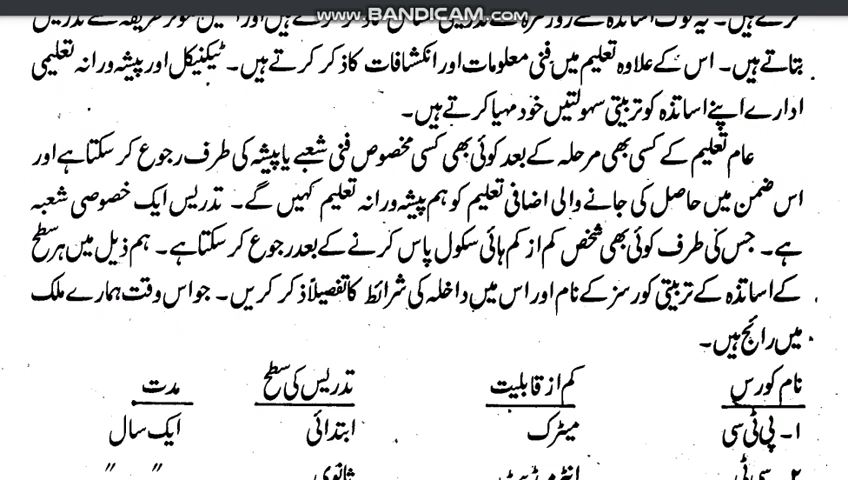 www.BANDICAM.com
بتاتے ہیں۔ اس کے علاوہ تعلیم میں فنی معلومات اور انکشافات کا ذکر کرتے ہیں۔ ٹیکنیکل اور پیشہ ورانہ تعلیمی
ادارے اپنے اساتذہ کو تربیتی سہولتیں خود مہیا کرتے ہیں۔
عام تعلیم کے کسی بھی مرحلہ کے بعد کوئی بھی کسی مخصوص فنی شعبے یا پیشہ کی طرف رجوع کر سکتا ہے اور
اس ضمن میں حاصل کی جانے والی اضافی تعلیم کو ہم پیشہ ورانہ تعلیم کہیں گے۔ تدریس ایک خصوصی شعبہ
ہے۔ جس کی طرف کوئی بھی شخص کم از کم ہائی سکول پاس کرنے کے بعد رجوع کر سکتا ہے۔ ہم ذیل میں ہر سطح
کے اساتذہ کے تربیتی کورسز کے نام اور اس میں داخلہ کی شرائط کا تفصیلاً ذکر کریں۔ جو اس وقت ہمارے ملک
میں رائج ہیں۔
نام کورس کم از قابلیت تدریس کی سطح مدت
۱۔ پی ٹی سی میٹرک ابتدائی ایک سال
۲۔ سی ٹی انٹرمیڈیٹ ثانوی " "